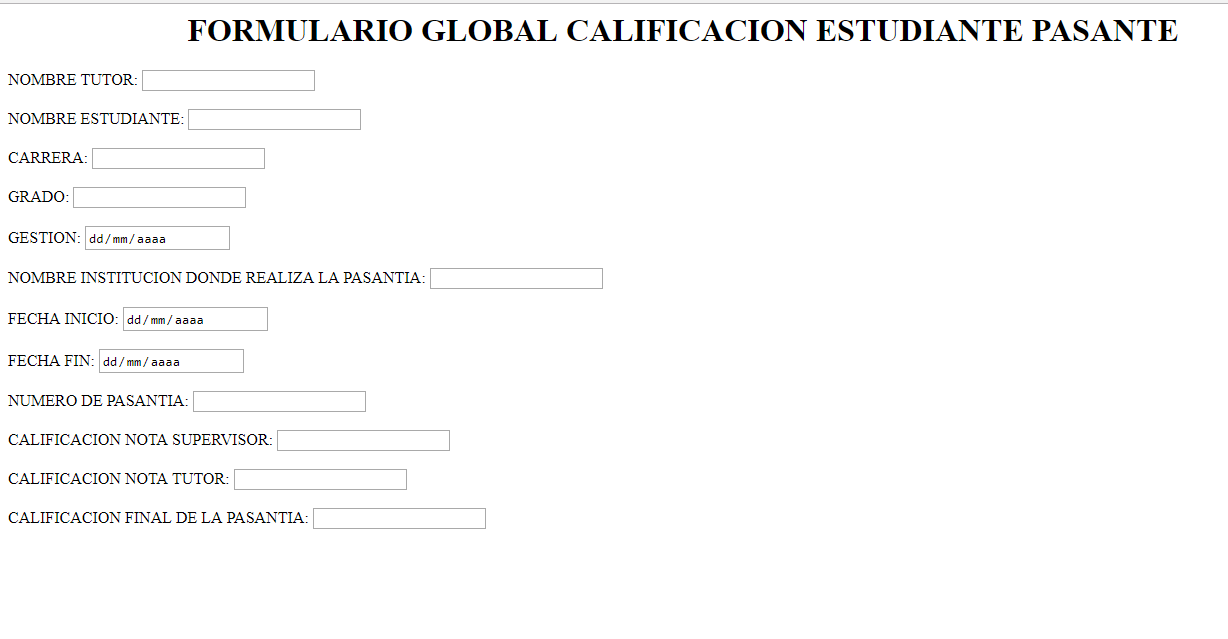 FORMULARIO GLOBAL CALIFICACION ESTUDIANTE PASANTE
NOMBRE TUTOR:
NOMBRE ESTUDIANTE:
CARRERA:
GRADO:
GESTION: dd/mm/aaaa
NOMBRE INSTITUCION DONDE REALIZA LA PASANTIA:
FECHA INICIO: dd/mm/aaaa
FECHA FIN: dd/mm/aaaa
NUMERO DE PASANTIA:
CALIFICACION NOTA SUPERVISOR:
CALIFICACION NOTA TUTOR:
CALIFICACION FINAL DE LA PASANTIA: